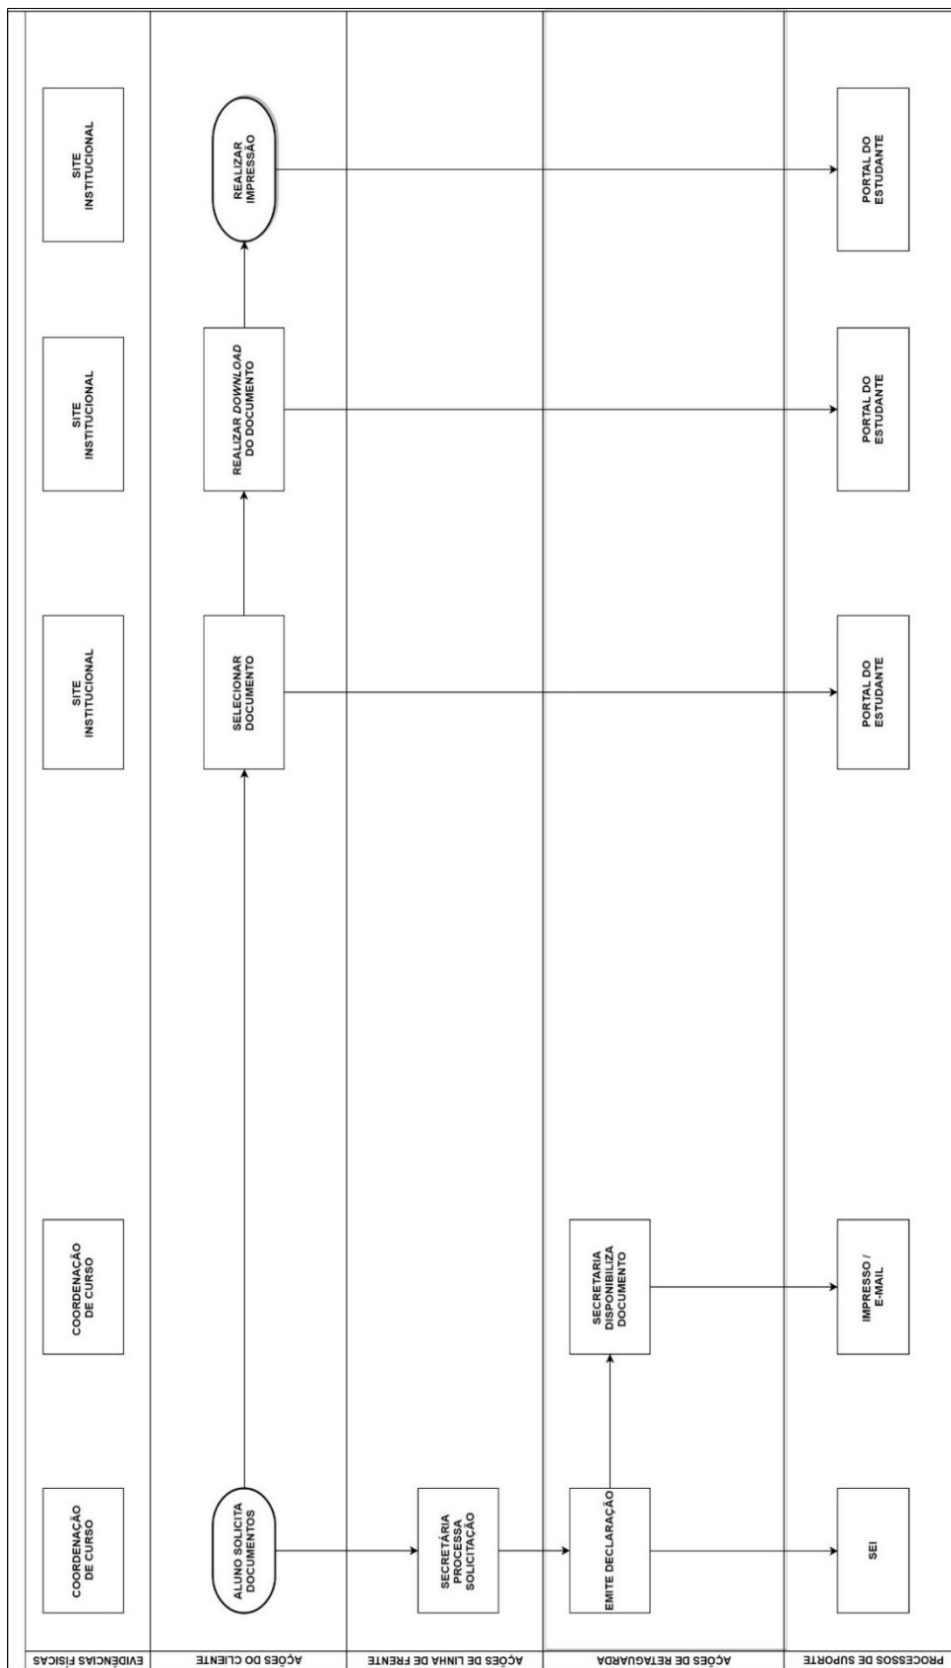 EVIDÊNCIAS FÍSICAS
COORDENAÇÃO
DE CURSO
COORDENAÇÃO
DE CURSO
SITE
INSTITUCIONAL
SITE
INSTITUCIONAL
SITE
INSTITUCIONAL
AÇÕES DO CLIENTE
ALUNO SOLICITA
DOCUMENTOS
SELECIONAR
DOCUMENTO
REALIZAR DOWNLOAD
DO DOCUMENTO
REALIZAR
IMPRESSÃO
AÇÕES DE LINHA DE FRENTE
SECRETÁRIA
PROCESSA
SOLICITAÇÃO
AÇÕES DE RETAGUARDA
EMITE DECLARAÇÃO
SECRETARIA
DISPONIBILIZA
DOCUMENTO
PROCESSOS DE SUPORTE
SEI
IMPRESSO /
E-MAIL
PORTAL DO
ESTUDANTE
PORTAL DO
ESTUDANTE
PORTAL DO
ESTUDANTE